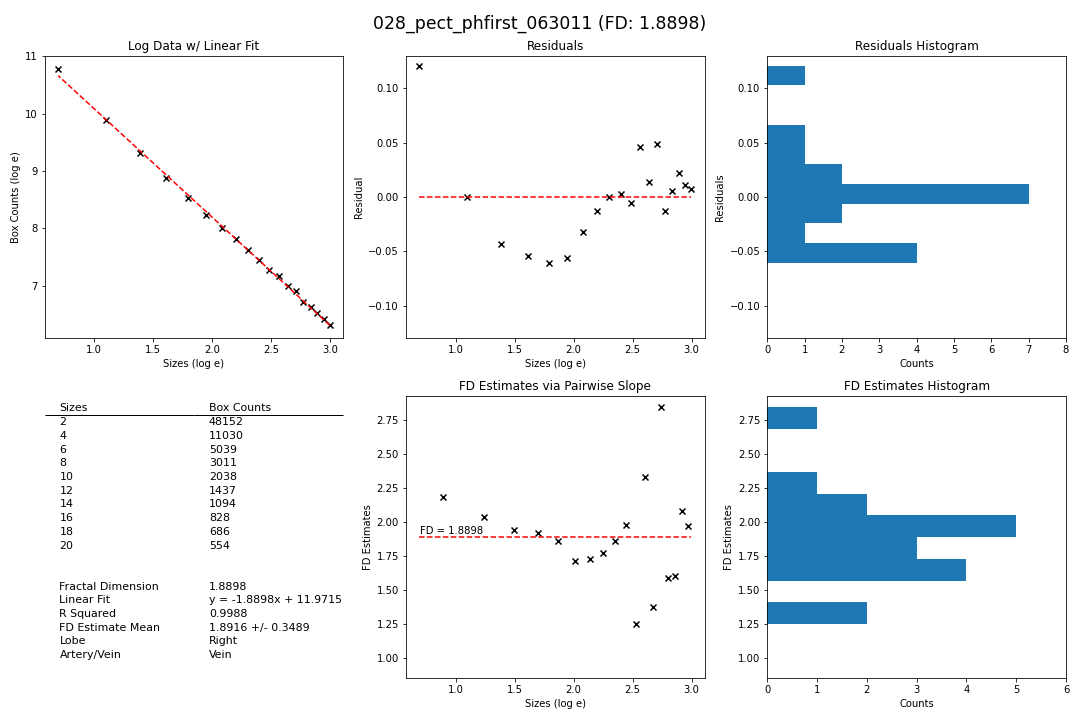 028_pect_phfirst_063011 (FD: 1.8898)
Log Data w/ Linear Fit
Box Counts (log e)
11
10
9
8
7
1.0 1.5 2.0 2.5 3.0
Sizes (log e)
Residuals
Residual
0.10
0.05
0.00
−0.05
−0.10
1.0 1.5 2.0 2.5 3.0
Sizes (log e)
Residuals Histogram
Residuals
0.10
0.05
0.00
−0.05
−0.10
0 1 2 3 4 5 6 7 8
Counts
Sizes Box Counts
2 48152
4 11030
6 5039
8 3011
10 2038
12 1437
14 1094
16 828
18 686
20 554
Fractal Dimension 1.8898
Linear Fit y = -1.8898x + 11.9715
R Squared 0.9988
FD Estimate Mean 1.8916 +/- 0.3489
Lobe Right
Artery/Vein Vein
FD Estimates via Pairwise Slope
FD Estimates
2.75
2.50
2.25
2.00
1.75
1.50
1.25
1.00
FD = 1.8898
1.0 1.5 2.0 2.5 3.0
Sizes (log e)
FD Estimates Histogram
FD Estimates
2.75
2.50
2.25
2.00
1.75
1.50
1.25
1.00
0 1 2 3 4 5 6
Counts